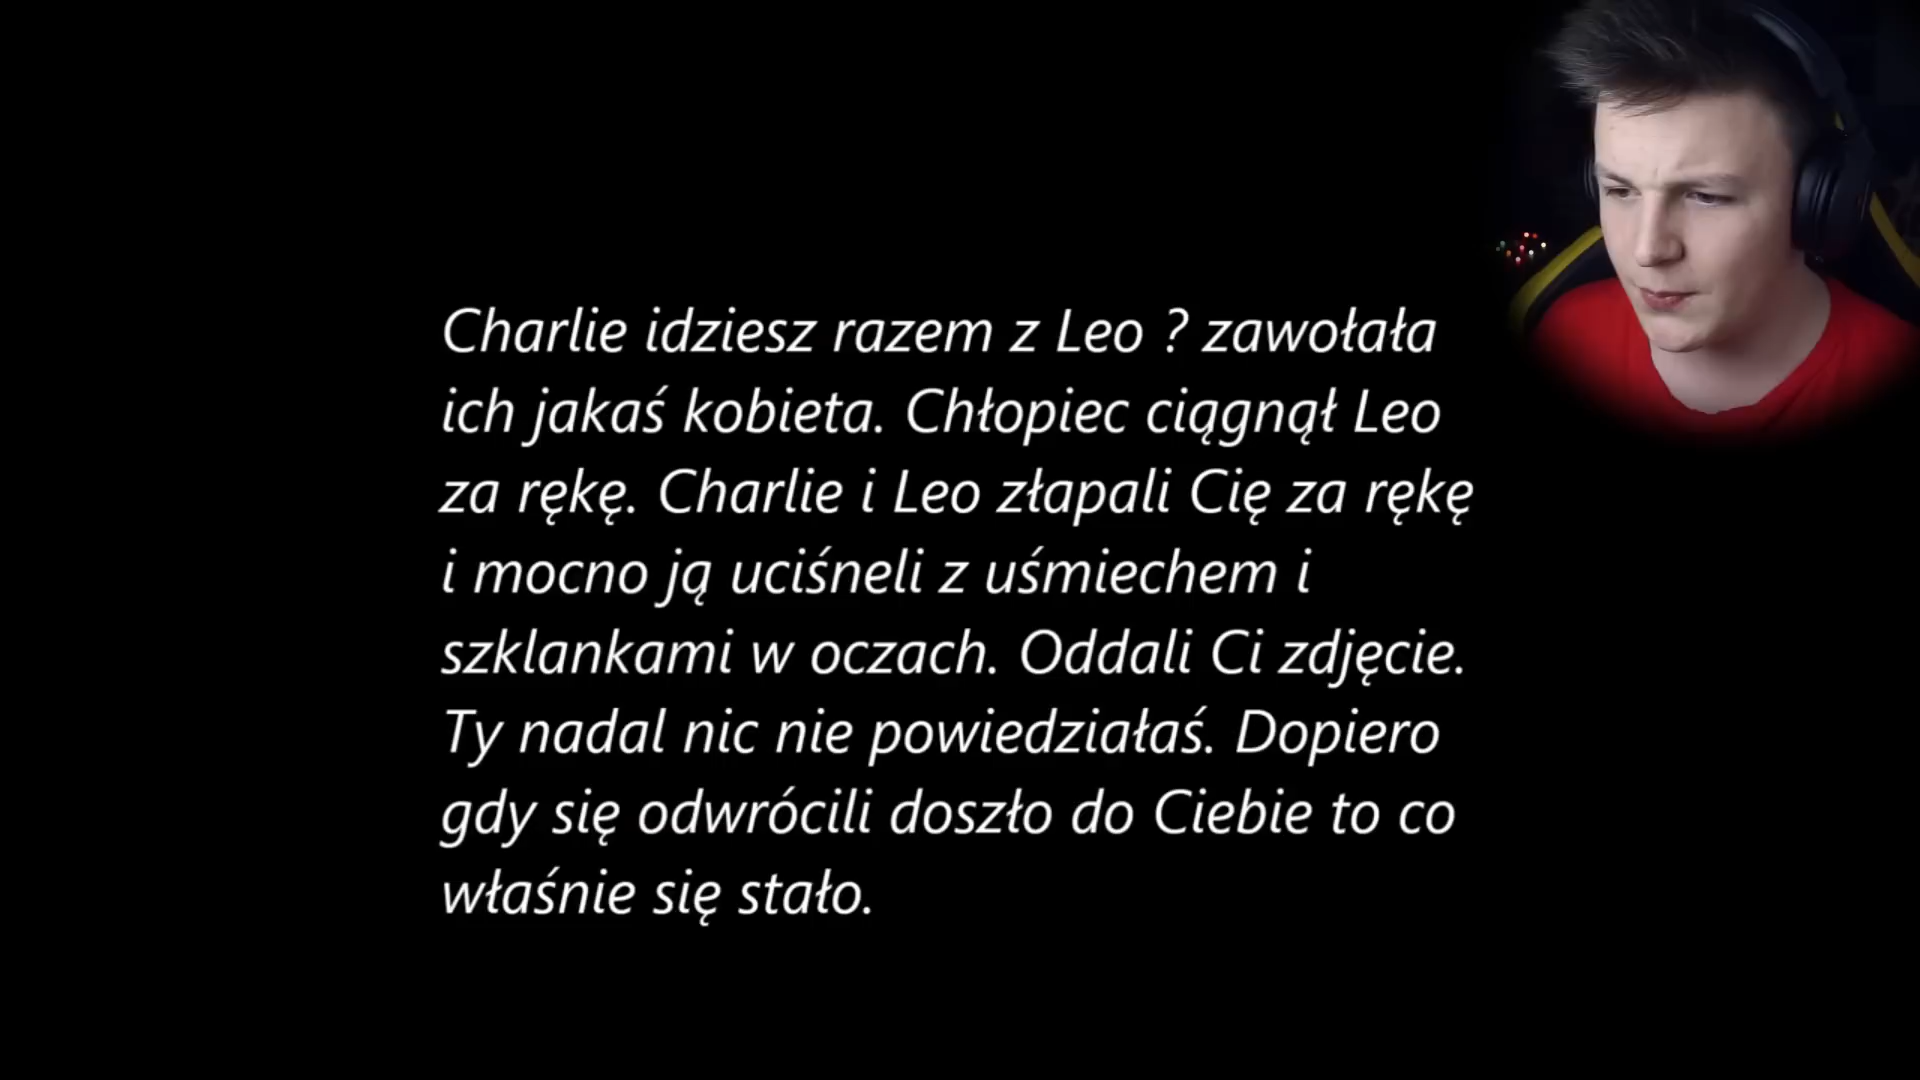 Charlie idziesz razem z Leo ? zawołała
ich jakaś kobieta. Chłopiec ciągnął Leo
za rękę. Charlie i Leo złapali Cię za rękę
i mocno ją uciśneli z uśmiechem i
szklankami w oczach. Oddali Ci zdjęcie.
Ty nadal nic nie powiedziałaś. Dopiero
gdy się odwrócili doszło do Ciebie to co
właśnie się stało.